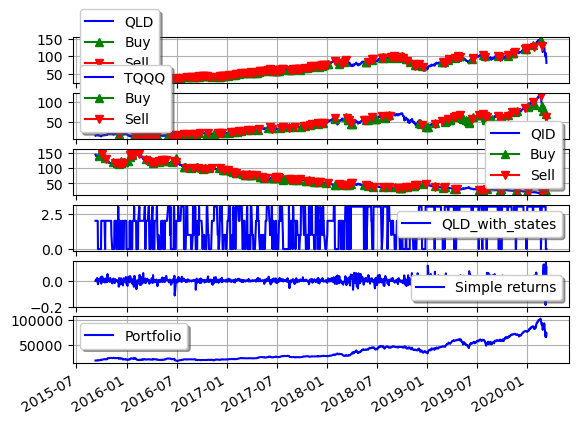 QLD
Buy
Sell
150
100
50
TQQQ
Buy
Sell
100
50
QID
Buy
Sell
150
100
50
QLD_with_states
2.5
0.0
Simple returns
0.0
−0.2
Portfolio
100000
50000
2015-07
2016-01
2016-07
2017-01
2017-07
2018-01
2018-07
2019-01
2019-07
2020-01